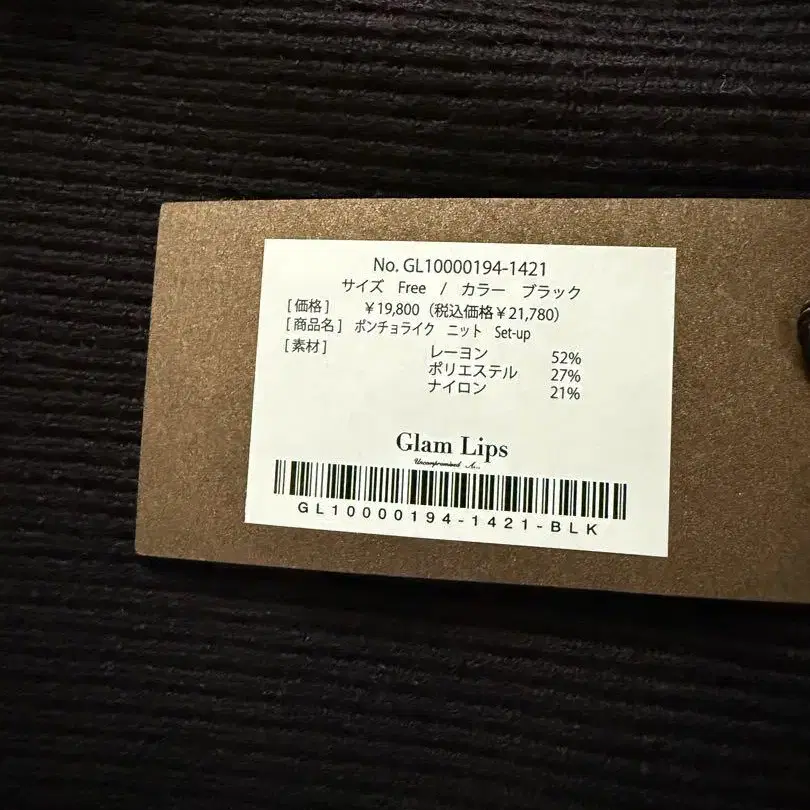 No. GL10000194-1421
サイズ Free / カラー ブラック
[価格] ￥19,800（税込価格￥21,780）
[商品名] ポンチョライク ニット Set-up
[素材] レーヨン 52%
ポリエステル 27%
ナイロン 21%
Glam Lips
Uncompromised
GL10000194-1421-BLK